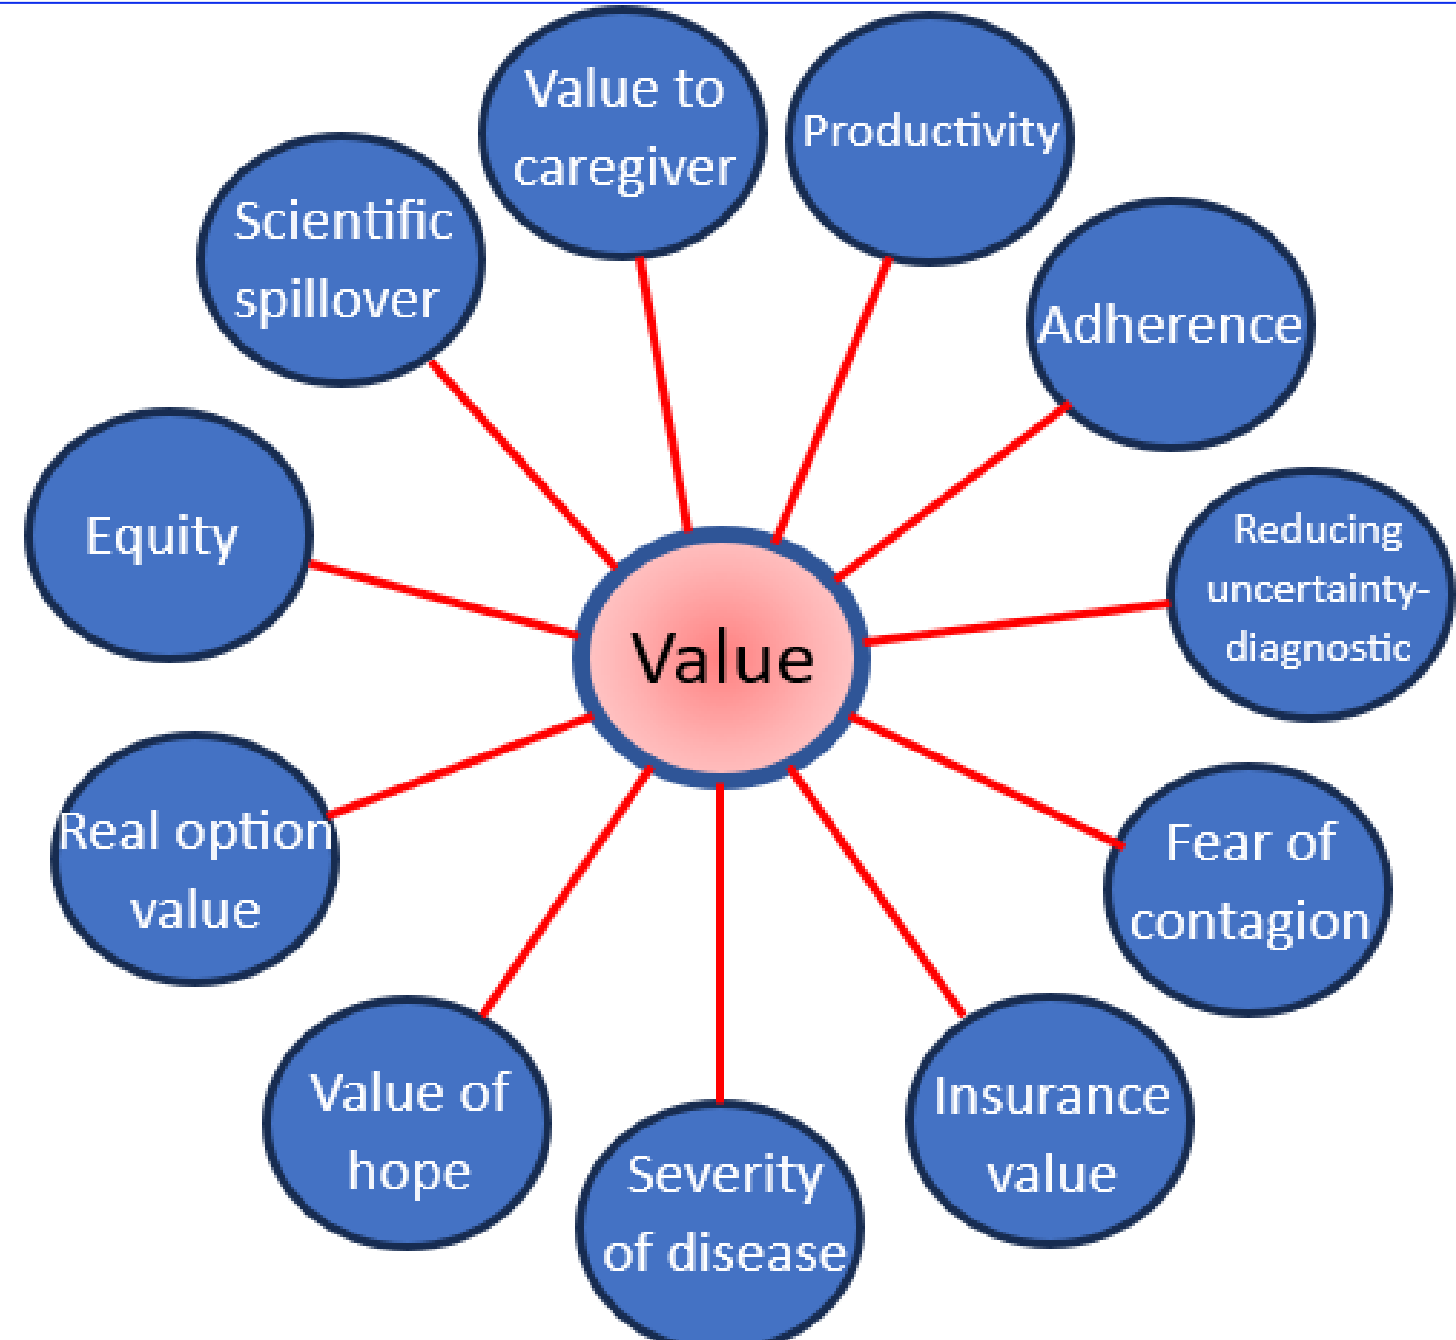 Value to
caregiver
Productivity
Scientific
spillover
Adherence
Equity
Reducing
uncertainty-
diagnostic
Value
Real option
value
Fear of
contagion
Value of
hope
Insurance
value
Severity
of disease